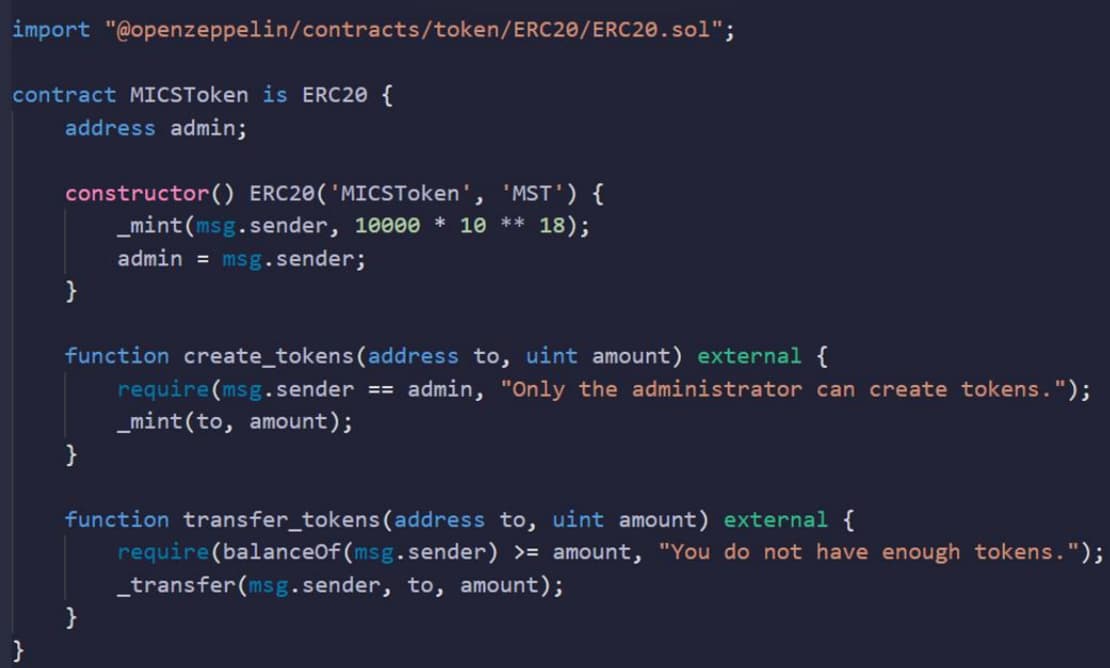 import "@openzeppelin/contracts/token/ERC20/ERC20.sol";
contract MICSToken is ERC20 {
address admin;
constructor() ERC20('MICSToken', 'MST') {
_mint(msg.sender, 10000 * 10 ** 18);
admin = msg.sender;
}
function create_tokens(address to, uint amount) external {
require(msg.sender == admin, "Only the administrator can create tokens.");
_mint(to, amount);
}
function transfer_tokens(address to, uint amount) external {
require(balanceOf(msg.sender) >= amount, "You do not have enough tokens.");
_transfer(msg.sender, to, amount);
}
}